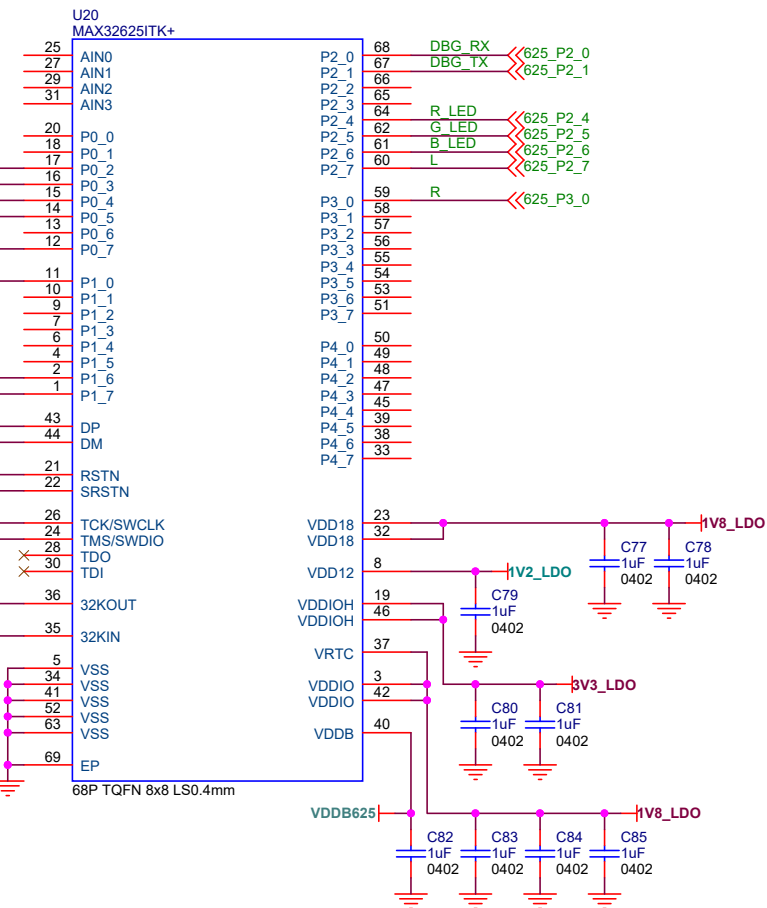 U20
MAX32625ITK+
25 AIN0
27 AIN1
29 AIN2
31 AIN3
20 P0_0
18 P0_1
17 P0_2
16 P0_3
15 P0_4
14 P0_5
13 P0_6
12 P0_7
11 P1_0
10 P1_1
9 P1_2
7 P1_3
6 P1_4
4 P1_5
2 P1_6
1 P1_7
43 DP
44 DM
21 RSTN
22 SRSTN
26 TCK/SWCLK
24 TMS/SWDIO
28 TDO
30 TDI
36 32KOUT
35 32KIN
5 VSS
34 VSS
41 VSS
52 VSS
63 VSS
69 EP
P2_0 68 DBG_RX 625_P2_0
P2_1 67 DBG_TX 625_P2_1
P2_2 66
P2_3 65
P2_4 64 R_LED 625_P2_4
P2_5 62 G_LED 625_P2_5
P2_6 61 B_LED 625_P2_6
P2_7 60 L 625_P2_7
P3_0 59 R 625_P3_0
P3_1 58
P3_2 57
P3_3 56
P3_4 55
P3_5 54
P3_6 53
P3_7 51
P4_0 50
P4_1 49
P4_2 48
P4_3 47
P4_4 45
P4_5 39
P4_6 38
P4_7 33
VDD18 23 1V8_LDO
VDD18 32
C77
1uF
0402
C78
1uF
0402
VDD12 8 1V2_LDO
C79
1uF
0402
VDDIOH 19
VDDIOH 46
VRTC 37
VDDIO 3 3V3_LDO
VDDIO 42
C80
1uF
0402
C81
1uF
0402
VDDB 40
68P TQFN 8x8 LS0.4mm
VDDB625 1V8_LDO
C82
1uF
0402
C83
1uF
0402
C84
1uF
0402
C85
1uF
0402